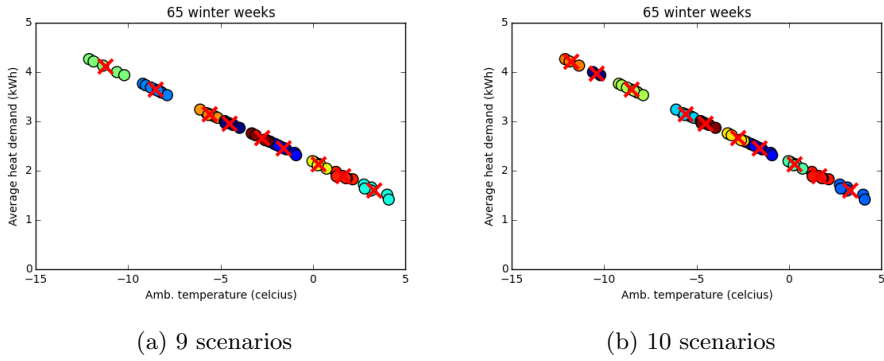 65 winter weeks
5
4
3
2
1
0
Average heat demand (kWh)
−15
−10
−5
0
5
Amb. temperature (celcius)
(a) 9 scenarios
65 winter weeks
5
4
3
2
1
0
Average heat demand (kWh)
−15
−10
−5
0
5
Amb. temperature (celcius)
(b) 10 scenarios